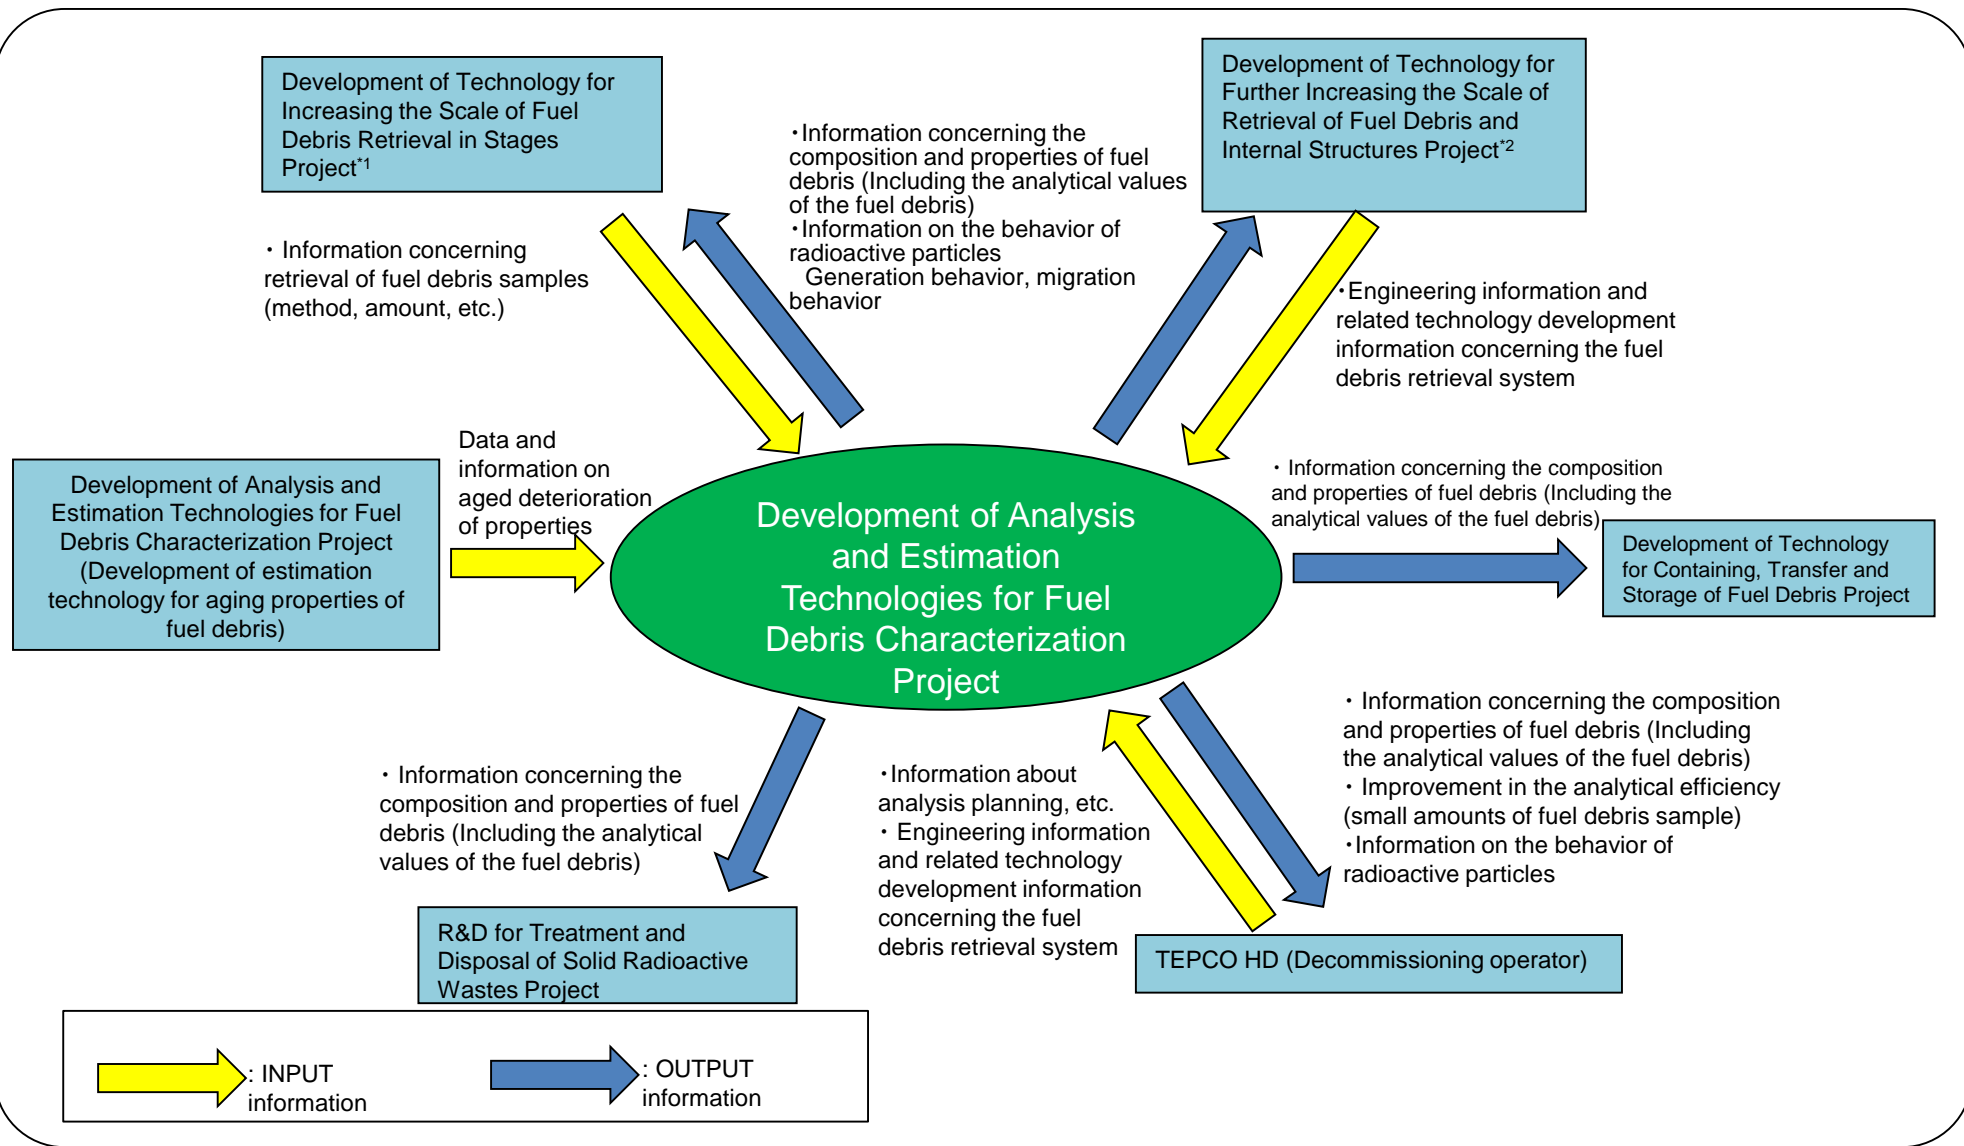 Development of Technology for
Increasing the Scale of Fuel
Debris Retrieval in Stages
Project*1
Development of Technology for
Further Increasing the Scale of
Retrieval of Fuel Debris and
Internal Structures Project*2
・Information concerning the
composition and properties of fuel
debris (Including the analytical values
of the fuel debris)
・Information on the behavior of
radioactive particles
Generation behavior, migration
behavior
・ Information concerning
retrieval of fuel debris samples
(method, amount, etc.)
・Engineering information and
related technology development
information concerning the fuel
debris retrieval system
Data and
information on
aged deterioration
of properties
Development of Analysis and
Estimation Technologies for Fuel
Debris Characterization Project
(Development of estimation
technology for aging properties of
fuel debris)
Development of Analysis
and Estimation
Technologies for Fuel
Debris Characterization
Project
・ Information concerning the composition
and properties of fuel debris (Including the
analytical values of the fuel debris)
Development of Technology
for Containing, Transfer and
Storage of Fuel Debris Project
・ Information concerning the
composition and properties of fuel
debris (Including the analytical
values of the fuel debris)
・Information about
analysis planning, etc.
・ Engineering information
and related technology
development information
concerning the fuel
debris retrieval system
・ Information concerning the composition
and properties of fuel debris (Including
the analytical values of the fuel debris)
・ Improvement in the analytical efficiency
(small amounts of fuel debris sample)
・Information on the behavior of
radioactive particles
R&D for Treatment and
Disposal of Solid Radioactive
Wastes Project
TEPCO HD (Decommissioning operator)
: INPUT
information
: OUTPUT
information